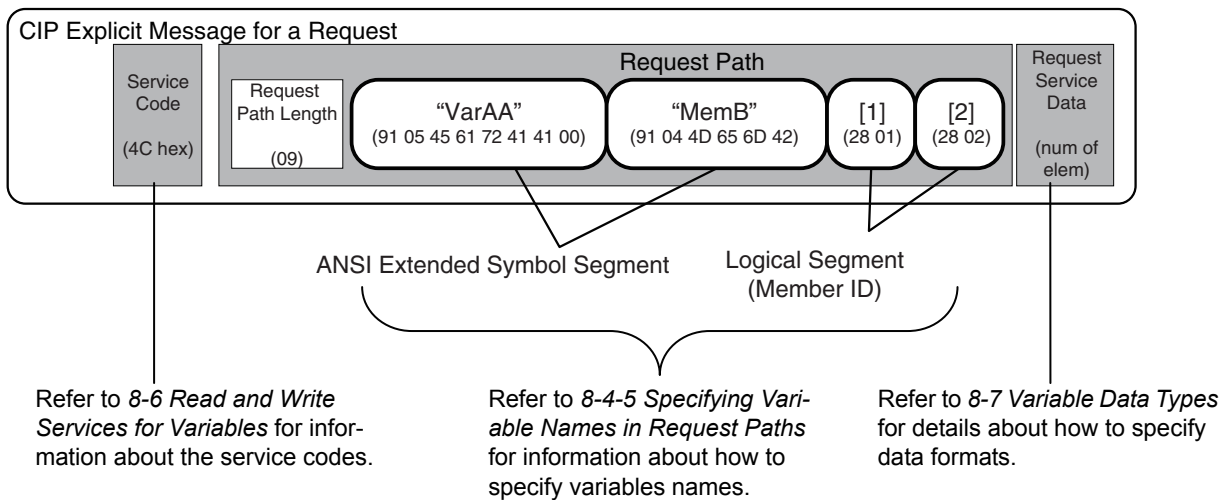 CIP Explicit Message for a Request
Service
Code
(4C hex)
Request Path
Request
Path Length
(09)
“VarAA”
(91 05 45 61 72 41 41 00)
“MemB”
(91 04 4D 65 6D 42)
[1]
(28 01)
[2]
(28 02)
Request
Service
Data
(num of
elem)
ANSI Extended Symbol Segment
Logical Segment
(Member ID)
Refer to 8-6 Read and Write
Services for Variables for infor-
mation about the service codes.
Refer to 8-4-5 Specifying Vari-
able Names in Request Paths
for information about how to
specify variables names.
Refer to 8-7 Variable Data Types
for details about how to specify
data formats.